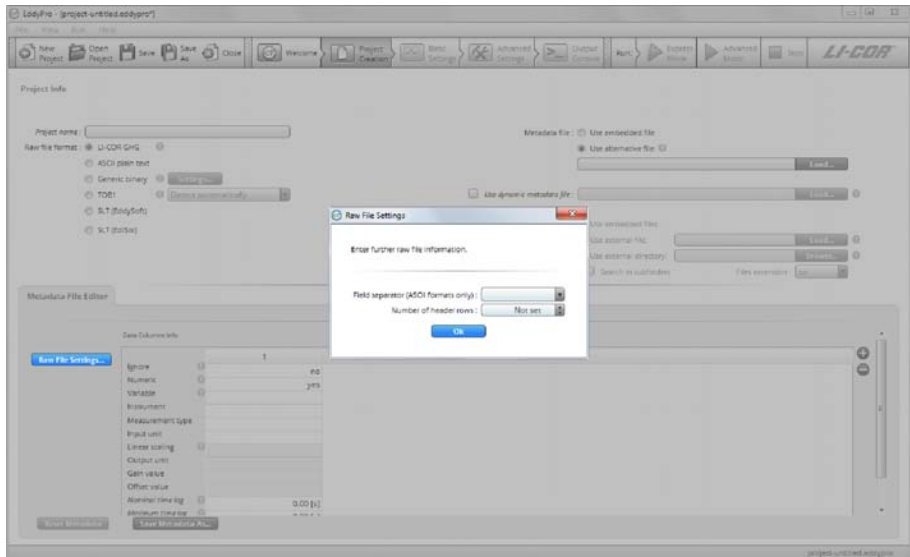 EddyPro - [project-untitled.eddypro*]
File View Run Help
New Project
Open Project
Save
Save As
Close
Welcome
Project Creation
Basic Settings
Advanced Settings
Output Console
Run:
Express Mode
Advanced Mode
Stop
LI-COR
Project Info
Project name :
Metadata file : Use embedded file
Raw file format : LI-COR GHG
Use alternative file
ASCII plain text
Load...
Generic binary Settings...
TOB1 Detect automatically
Use dynamic metadata file :
Load...
SLT (EddySoft)
SLT (EdiSol)
Use embedded files
Use external file: Load...
Use external directory: Browse...
Search in subfolders Files extension
Raw File Settings
Enter further raw file information.
Field separator (ASCII formats only) :
Number of header rows : Not set
Ok
Metadata File Editor
Data Columns Info
Raw File Settings...
1
Ignore no
Numeric yes
Variable
Instrument
Measurement type
Input unit
Linear scaling
Output unit
Gain value
Offset value
Nominal time lag 0.00 [s]
Minimum time lag
Reset Metadata
Save Metadata As...
project-untitled.eddypro